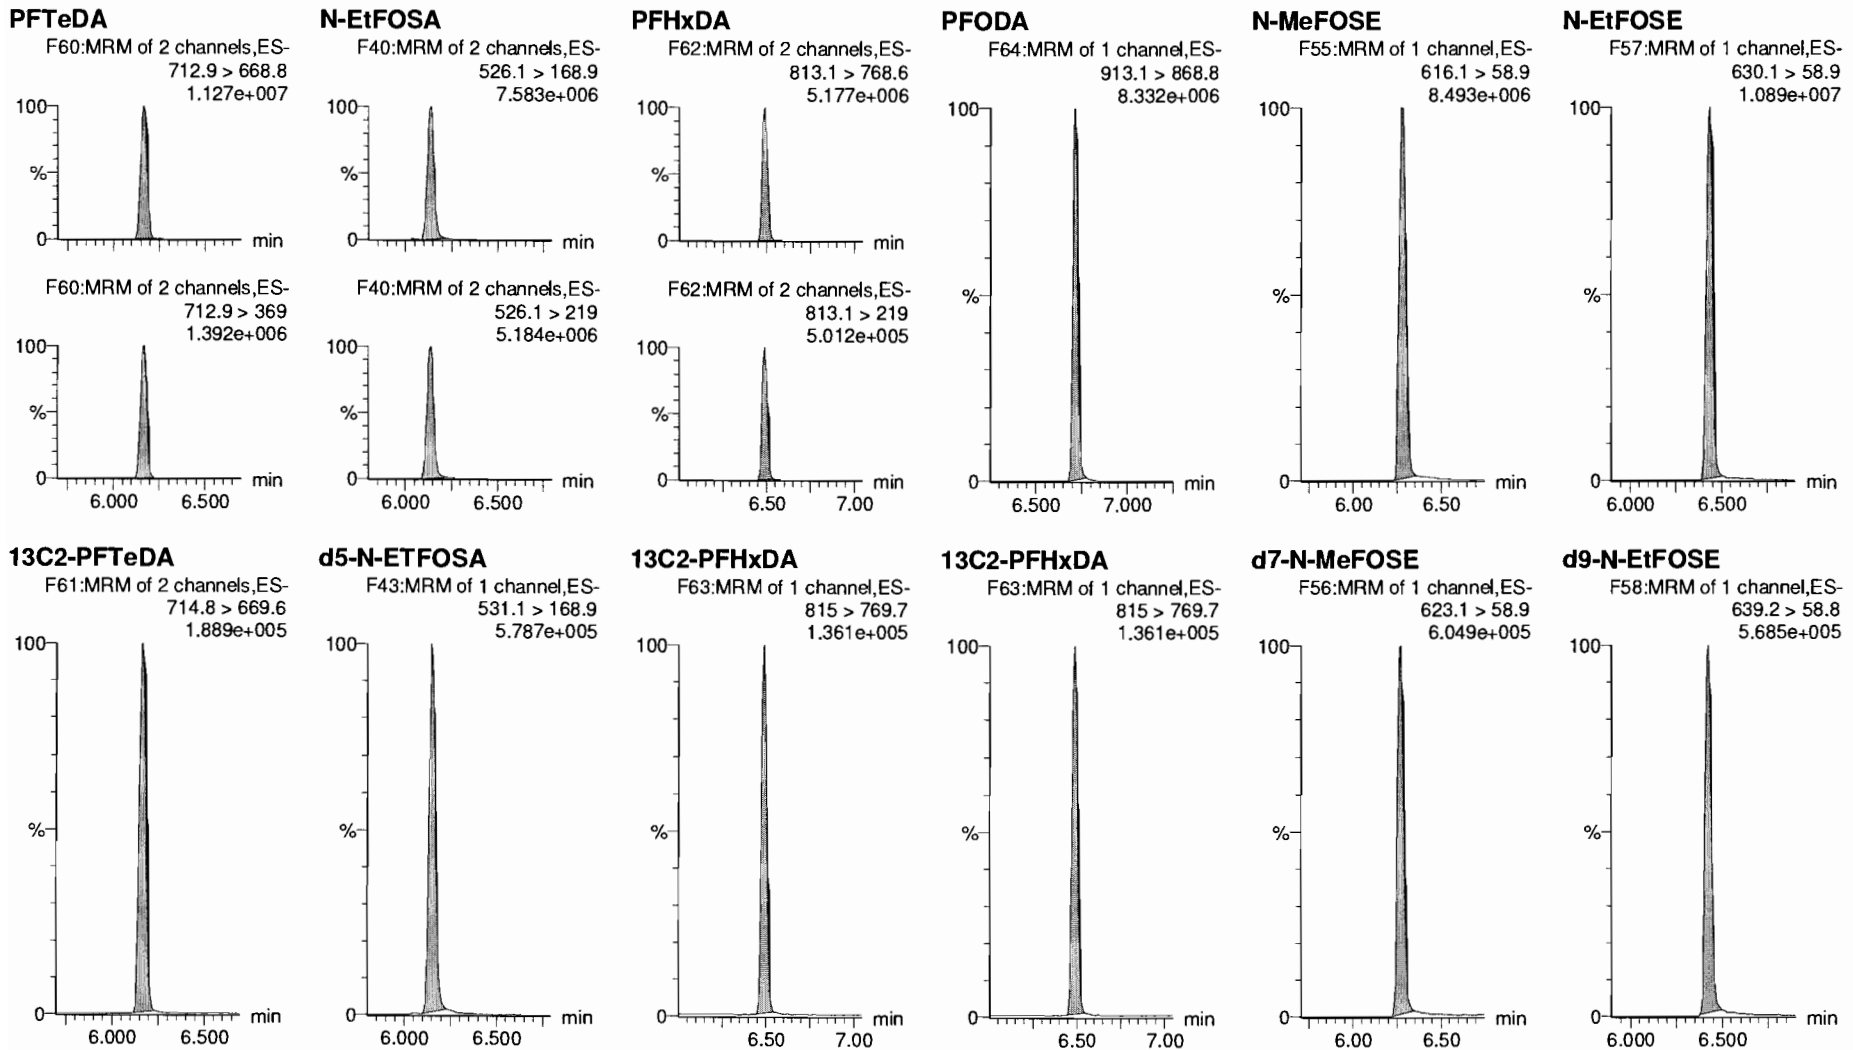 PFTeDA
F60:MRM of 2 channels,ES-
712.9 > 668.8
1.127e+007
100
%
0
min
F60:MRM of 2 channels,ES-
712.9 > 369
1.392e+006
100
%
0
min
6.000 6.500
N-EtFOSA
F40:MRM of 2 channels,ES-
526.1 > 168.9
7.583e+006
100
%
0
min
F40:MRM of 2 channels,ES-
526.1 > 219
5.184e+006
100
%
0
min
6.000 6.500
PFHxDA
F62:MRM of 2 channels,ES-
813.1 > 768.6
5.177e+006
100
%
0
min
F62:MRM of 2 channels,ES-
813.1 > 219
5.012e+005
100
%
0
min
6.50 7.00
PFODA
F64:MRM of 1 channel,ES-
913.1 > 868.8
8.332e+006
100
%
0
min
6.500 7.000
N-MeFOSE
F55:MRM of 1 channel,ES-
616.1 > 58.9
8.493e+006
100
%
0
min
6.00 6.50
N-EtFOSE
F57:MRM of 1 channel,ES-
630.1 > 58.9
1.089e+007
100
%
0
min
6.000 6.500
13C2-PFTeDA
F61:MRM of 2 channels,ES-
714.8 > 669.6
1.889e+005
100
%
0
min
6.000 6.500
d5-N-ETFOSA
F43:MRM of 1 channel,ES-
531.1 > 168.9
5.787e+005
100
%
0
min
6.000 6.500
13C2-PFHxDA
F63:MRM of 1 channel,ES-
815 > 769.7
1.361e+005
100
%
0
min
6.50 7.00
13C2-PFHxDA
F63:MRM of 1 channel,ES-
815 > 769.7
1.361e+005
100
%
0
min
6.50 7.00
d7-N-MeFOSE
F56:MRM of 1 channel,ES-
623.1 > 58.9
6.049e+005
100
%
0
min
6.00 6.50
d9-N-EtFOSE
F58:MRM of 1 channel,ES-
639.2 > 58.8
5.685e+005
100
%
0
min
6.000 6.500